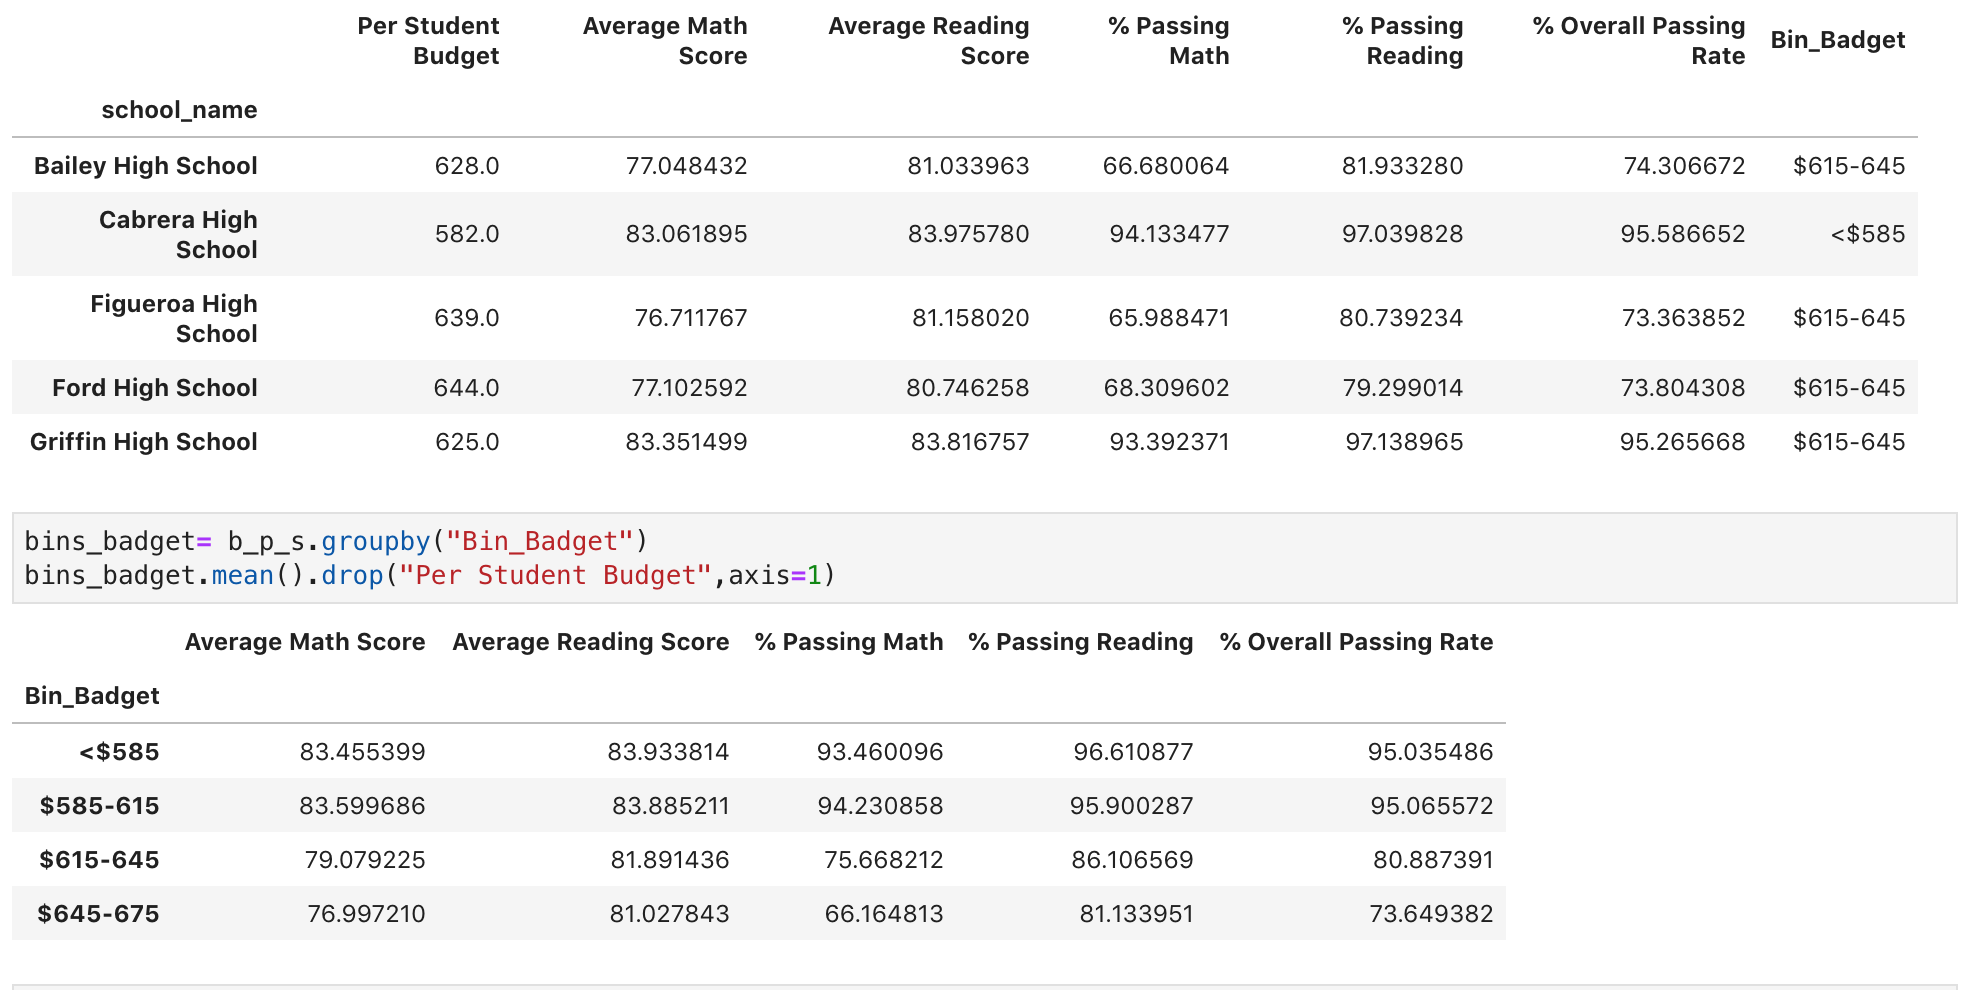 Per Student Budget Average Math Score Average Reading Score % Passing Math % Passing Reading % Overall Passing Rate Bin_Badget
school_name
Bailey High School 628.0 77.048432 81.033963 66.680064 81.933280 74.306672 $615-645
Cabrera High School 582.0 83.061895 83.975780 94.133477 97.039828 95.586652 <$585
Figueroa High School 639.0 76.711767 81.158020 65.988471 80.739234 73.363852 $615-645
Ford High School 644.0 77.102592 80.746258 68.309602 79.299014 73.804308 $615-645
Griffin High School 625.0 83.351499 83.816757 93.392371 97.138965 95.265668 $615-645
bins_badget= b_p_s.groupby("Bin_Badget")
bins_badget.mean().drop("Per Student Budget",axis=1)
Average Math Score Average Reading Score % Passing Math % Passing Reading % Overall Passing Rate
Bin_Badget
<$585 83.455399 83.933814 93.460096 96.610877 95.035486
$585-615 83.599686 83.885211 94.230858 95.900287 95.065572
$615-645 79.079225 81.891436 75.668212 86.106569 80.887391
$645-675 76.997210 81.027843 66.164813 81.133951 73.649382